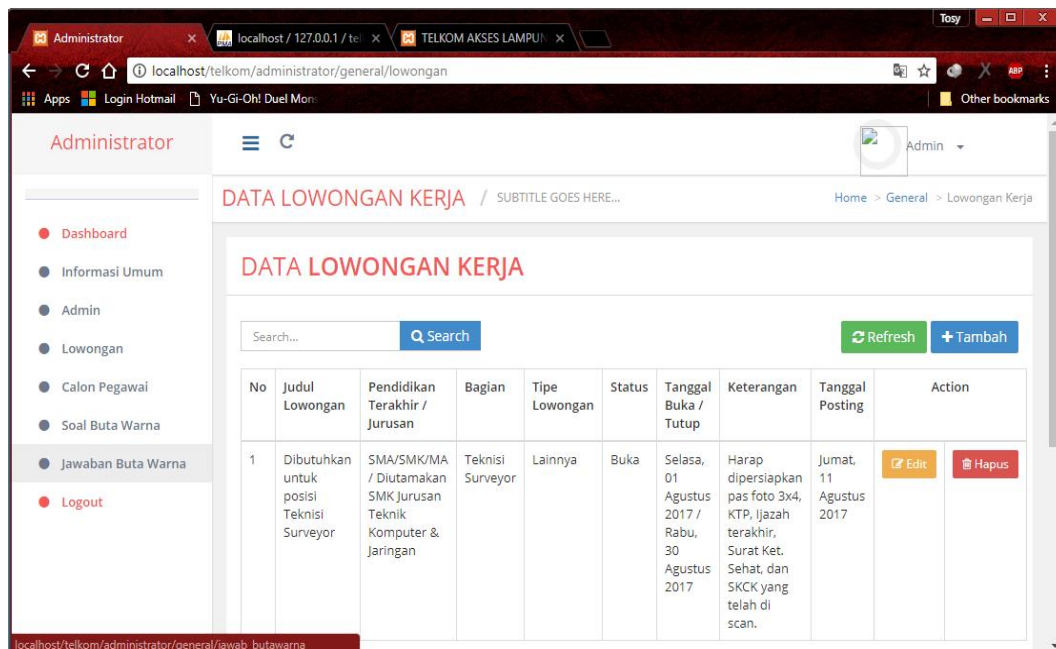 Tosy
Administrator
localhost / 127.0.0.1 / tel
TELKOM AKSES LAMPUN
localhost/telkom/administrator/general/lowongan
ABP
Apps
Login Hotmail
Yu-Gi-Oh! Duel Mons
Other bookmarks
Administrator
Admin
DATA LOWONGAN KERJA / SUBTITLE GOES HERE...
Home > General > Lowongan Kerja
Dashboard
Informasi Umum
Admin
Lowongan
Calon Pegawai
Soal Buta Warna
Jawaban Buta Warna
Logout
DATA LOWONGAN KERJA
Search...
Search
Refresh
Tambah
No
Judul
Lowongan
Pendidikan
Terakhir /
Jurusan
Bagian
Tipe
Lowongan
Status
Tanggal
Buka /
Tutup
Keterangan
Tanggal
Posting
Action
1
Dibutuhkan
untuk
posisi
Teknisi
Surveyor
SMA/SMK/MA
/ Diutamakan
SMK Jurusan
Teknik
Komputer &
Jaringan
Teknisi
Surveyor
Lainnya
Buka
Selasa,
01
Agustus
2017 /
Rabu,
30
Agustus
2017
Harap
dipersiapkan
pas foto 3x4,
KTP, Ijazah
terakhir,
Surat Ket.
Sehat, dan
SKCK yang
telah di
scan.
Jumat,
11
Agustus
2017
Edit
Hapus
localhost/telkom/administrator/general/jawab_butawarna